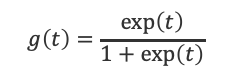 g(t) = exp(t) / 1 + exp(t)